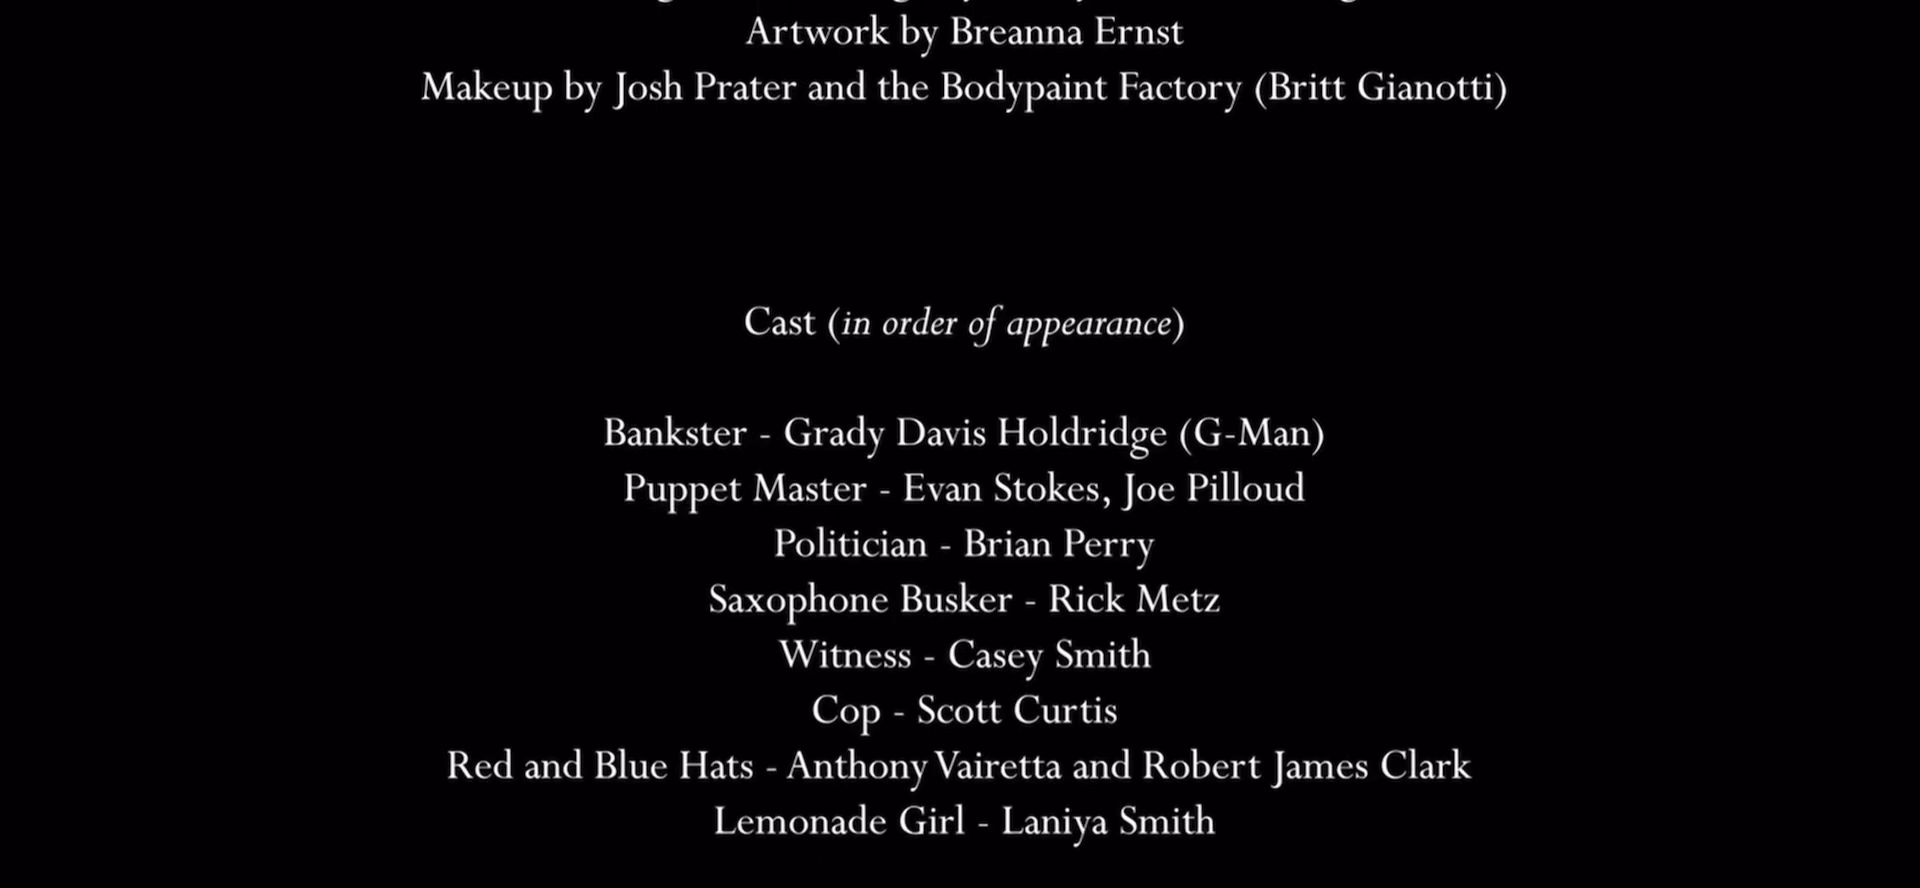 Artwork by Breanna Ernst
Makeup by Josh Prater and the Bodypaint Factory (Britt Gianotti)
Cast (in order of appearance)
Bankster - Grady Davis Holdridge (G-Man)
Puppet Master - Evan Stokes, Joe Pilloud
Politician - Brian Perry
Saxophone Busker - Rick Metz
Witness - Casey Smith
Cop - Scott Curtis
Red and Blue Hats - Anthony Vairetta and Robert James Clark
Lemonade Girl - Laniya Smith